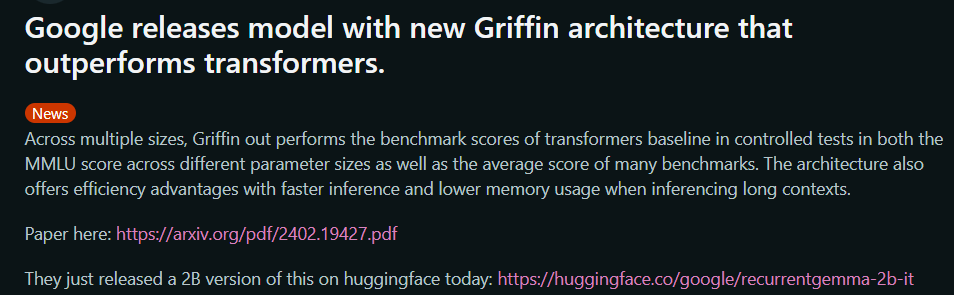 Google releases model with new Griffin architecture that
outperforms transformers.
News
Across multiple sizes, Griffin out performs the benchmark scores of transformers baseline in controlled tests in both the
MMLU score across different parameter sizes as well as the average score of many benchmarks. The architecture also
offers efficiency advantages with faster inference and lower memory usage when inferencing long contexts.
Paper here: https://arxiv.org/pdf/2402.19427.pdf
They just released a 2B version of this on huggingface today: https://huggingface.co/google/recurrentgemma-2b-it